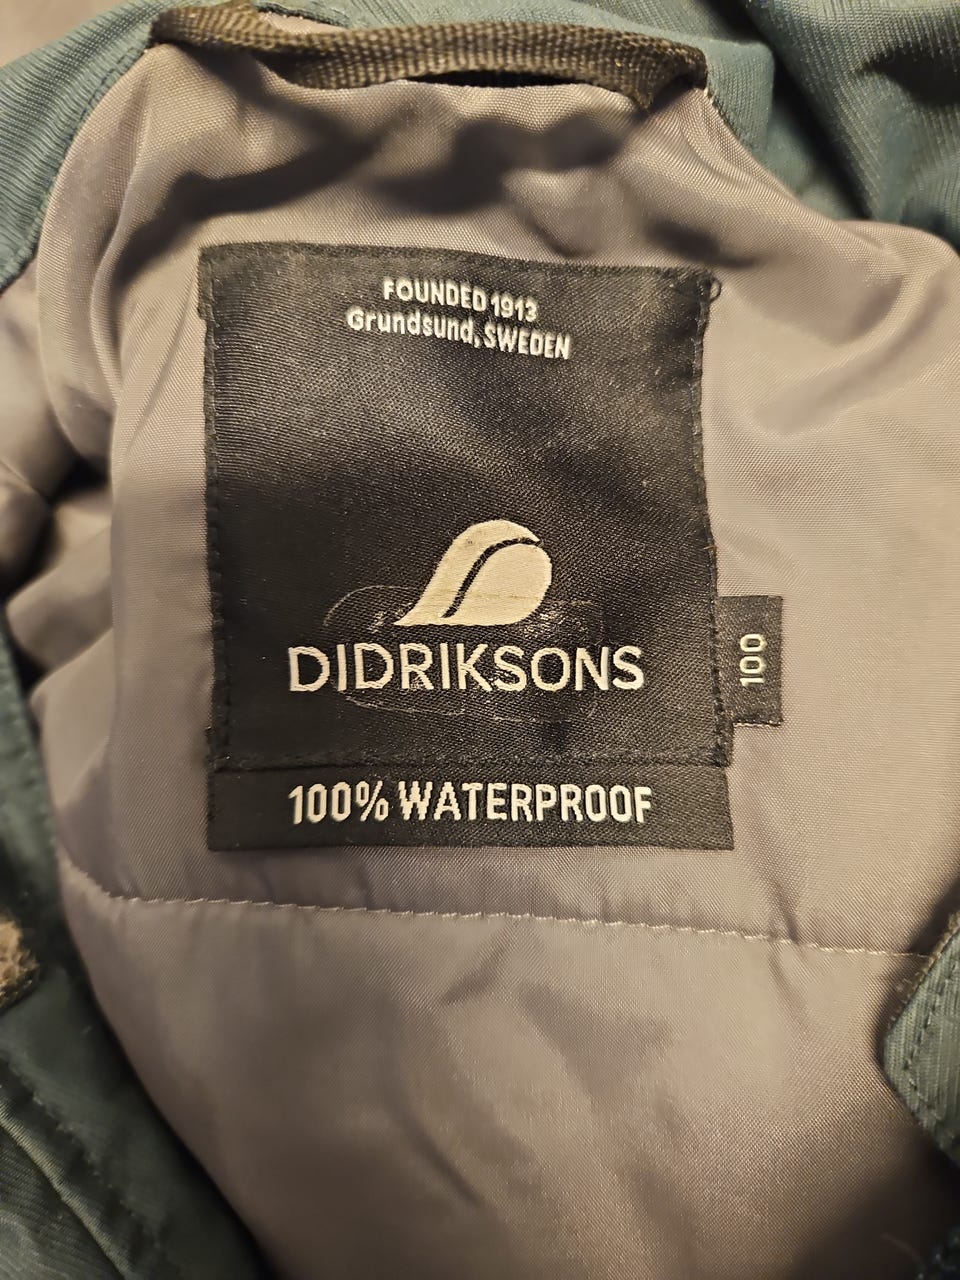 FOUNDED 1913
Grundsund, SWEDEN
DIDRIKSONS
100
100% WATERPROOF